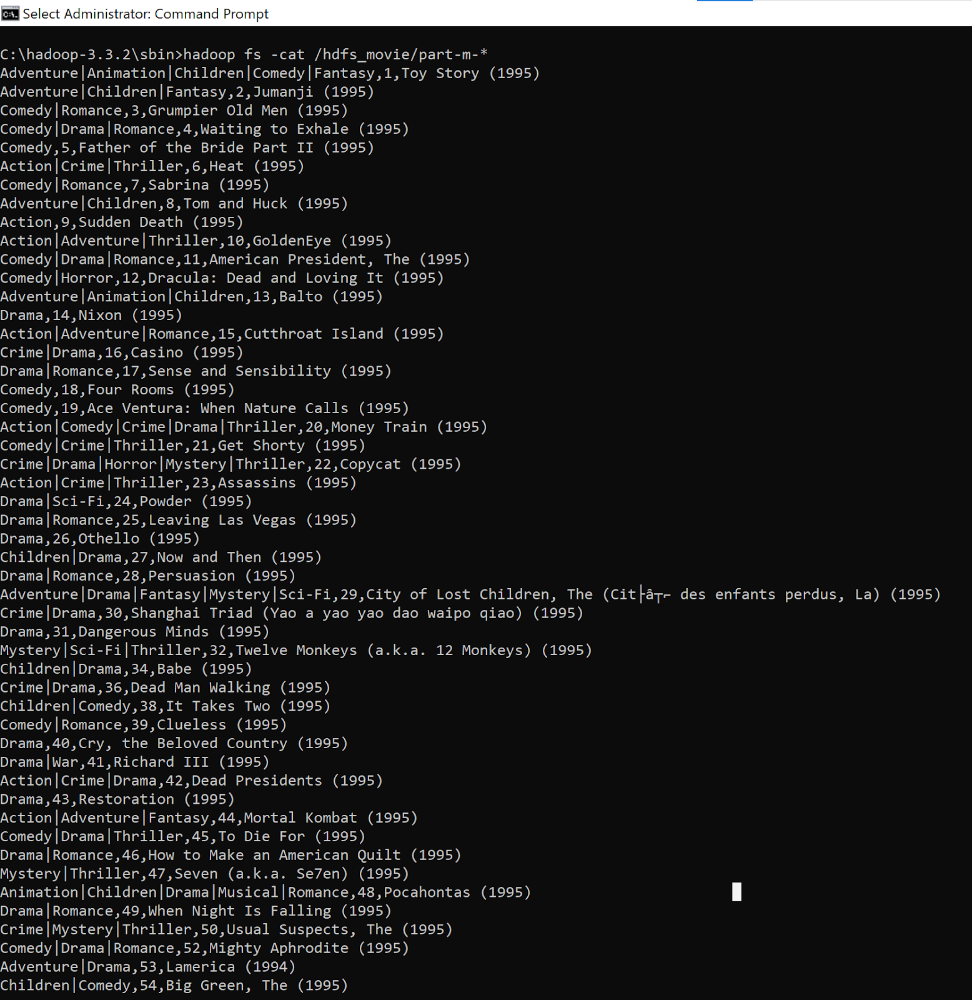 Select Administrator: Command Prompt
C:\hadoop-3.3.2\sbin>hadoop fs -cat /hdfs_movie/part-m-*
Adventure|Animation|Children|Comedy|Fantasy,1,Toy Story (1995)
Adventure|Children|Fantasy,2,Jumanji (1995)
Comedy|Romance,3,Grumpier Old Men (1995)
Comedy|Drama|Romance,4,Waiting to Exhale (1995)
Comedy,5,Father of the Bride Part II (1995)
Action|Crime|Thriller,6,Heat (1995)
Comedy|Romance,7,Sabrina (1995)
Adventure|Children,8,Tom and Huck (1995)
Action,9,Sudden Death (1995)
Action|Adventure|Thriller,10,GoldenEye (1995)
Comedy|Drama|Romance,11,American President, The (1995)
Comedy|Horror,12,Dracula: Dead and Loving It (1995)
Adventure|Animation|Children,13,Balto (1995)
Drama,14,Nixon (1995)
Action|Adventure|Romance,15,Cutthroat Island (1995)
Crime|Drama,16,Casino (1995)
Drama|Romance,17,Sense and Sensibility (1995)
Comedy,18,Four Rooms (1995)
Comedy,19,Ace Ventura: When Nature Calls (1995)
Action|Comedy|Crime|Drama|Thriller,20,Money Train (1995)
Comedy|Crime|Thriller,21,Get Shorty (1995)
Crime|Drama|Horror|Mystery|Thriller,22,Copycat (1995)
Action|Crime|Thriller,23,Assassins (1995)
Drama|Sci-Fi,24,Powder (1995)
Drama|Romance,25,Leaving Las Vegas (1995)
Drama,26,Othello (1995)
Children|Drama,27,Now and Then (1995)
Drama|Romance,28,Persuasion (1995)
Adventure|Drama|Fantasy|Mystery|Sci-Fi,29,City of Lost Children, The (Cit├â┬⌐ des enfants perdus, La) (1995)
Crime|Drama,30,Shanghai Triad (Yao a yao yao dao waipo qiao) (1995)
Drama,31,Dangerous Minds (1995)
Mystery|Sci-Fi|Thriller,32,Twelve Monkeys (a.k.a. 12 Monkeys) (1995)
Children|Drama,34,Babe (1995)
Crime|Drama,36,Dead Man Walking (1995)
Children|Comedy,38,It Takes Two (1995)
Comedy|Romance,39,Clueless (1995)
Drama,40,Cry, the Beloved Country (1995)
Drama|War,41,Richard III (1995)
Action|Crime|Drama,42,Dead Presidents (1995)
Drama,43,Restoration (1995)
Action|Adventure|Fantasy,44,Mortal Kombat (1995)
Comedy|Drama|Thriller,45,To Die For (1995)
Drama|Romance,46,How to Make an American Quilt (1995)
Mystery|Thriller,47,Seven (a.k.a. Se7en) (1995)
Animation|Children|Drama|Musical|Romance,48,Pocahontas (1995)
Drama|Romance,49,When Night Is Falling (1995)
Crime|Mystery|Thriller,50,Usual Suspects, The (1995)
Comedy|Drama|Romance,52,Mighty Aphrodite (1995)
Adventure|Drama,53,Lamerica (1994)
Children|Comedy,54,Big Green, The (1995)